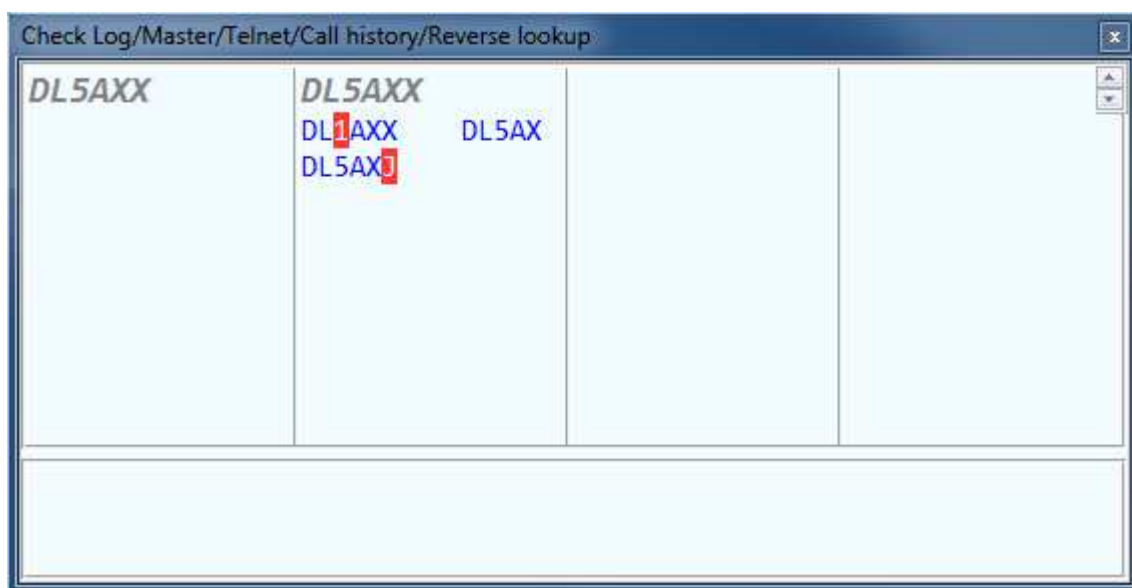 Check Log/Master/Telnet/Call history/Reverse lookup
x
DL5AXX DL5AXX
DL1AXX DL5AX
DL5AXJ